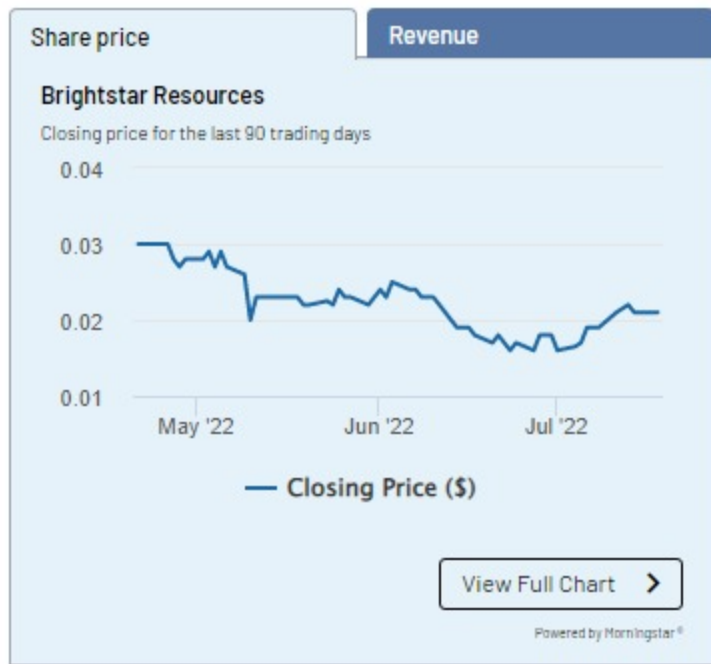 Share price
Revenue
Brightstar Resources
Closing price for the last 90 trading days
0.04
0.03
0.02
0.01
May '22
Jun '22
Jul '22
Closing Price ($)
View Full Chart
Powered by Morningstar®